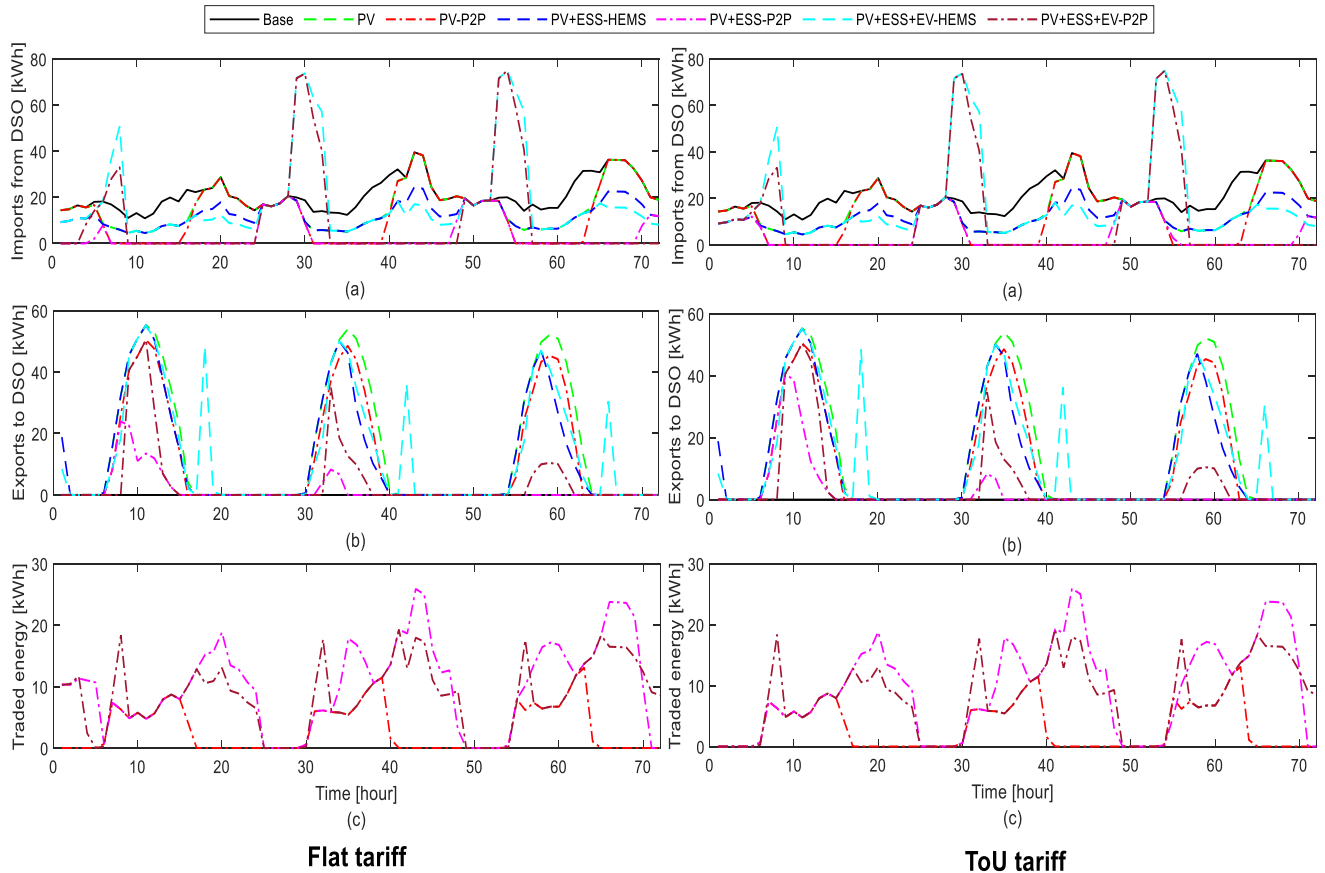 Base PV PV-P2P PV+ESS-HEMS PV+ESS-P2P PV+ESS+EV-HEMS PV+ESS+EV-P2P
Imports from DSO [kWh]
80
60
40
20
0
0 10 20 30 40 50 60 70
(a)
Exports to DSO [kWh]
60
40
20
0
0 10 20 30 40 50 60 70
(b)
Traded energy [kWh]
30
20
10
0
0 10 20 30 40 50 60 70
Time [hour]
(c)
Flat tariff
Imports from DSO [kWh]
80
60
40
20
0
0 10 20 30 40 50 60 70
(a)
Exports to DSO [kWh]
60
40
20
0
0 10 20 30 40 50 60 70
(b)
Traded energy [kWh]
30
20
10
0
0 10 20 30 40 50 60 70
Time [hour]
(c)
ToU tariff